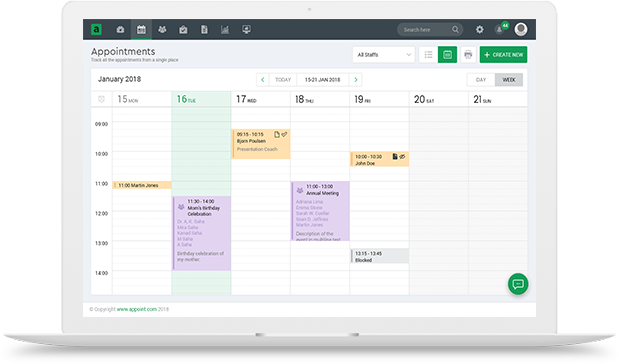 a
Search here
44
Appointments
Track all the appointments from a single place
All Staffs
+ CREATE NEW
January 2018
TODAY
15-21 JAN 2018
DAY
WEEK
15 MON
16 TUE
17 WED
18 THU
19 FRI
20 SAT
21 SUN
09:00
10:00
11:00
12:00
13:00
14:00
11:00 Martin Jones
11:30 - 14:00
Mom's Birthday
Celebration
Dr. A. K. Saha
Nika Saha
Kunad Saha
M Saha
A Saha
Birthday celebration of
my mother.
09:15 - 10:15
Bjorn Poulsen
Presentation Coach
11:00 - 13:00
Annual Meeting
Adriana Lima
Emma Stone
Sarah W. Cuellar
Sean G. Jeffries
Martin Jones
Description of the
event in multiline text
10:00 - 10:30
John Doe
13:15 - 13:45
Blocked
© Copyright www.appoint.com 2018